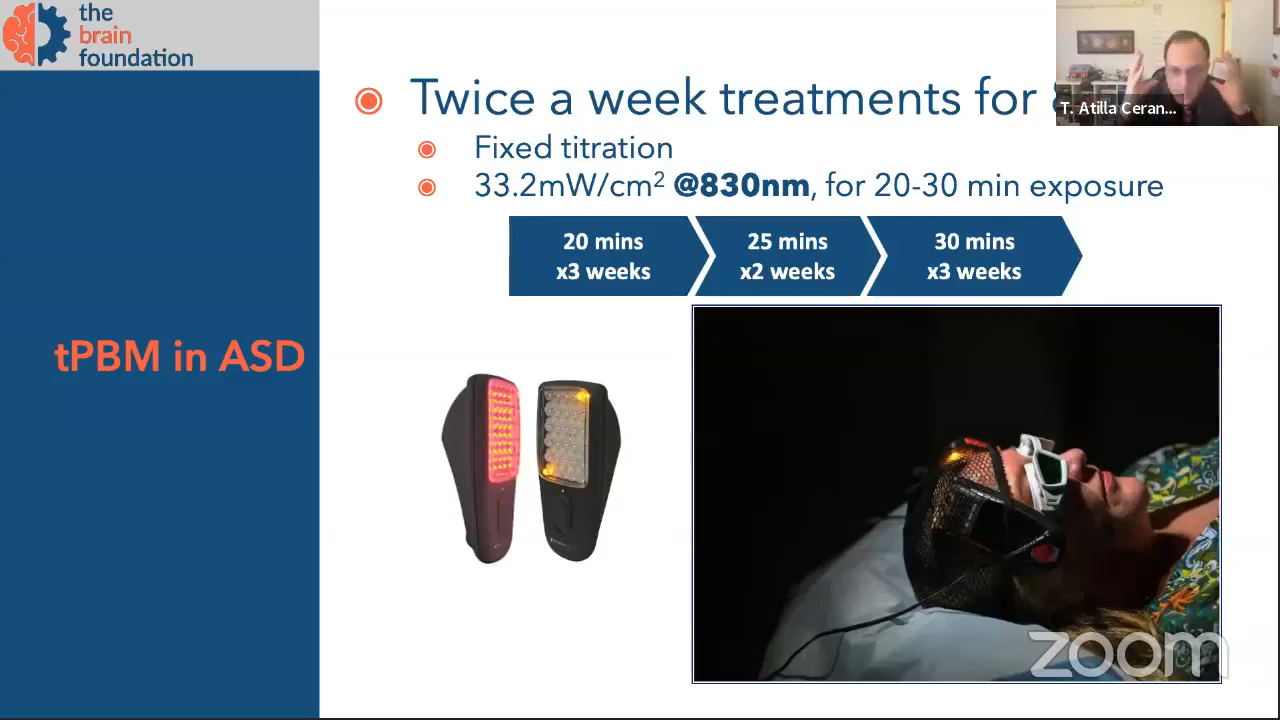 the
brain
foundation
Twice a week treatments for
Fixed titration
33.2mW/cm² @830nm, for 20-30 min exposure
20 mins
x3 weeks
25 mins
x2 weeks
30 mins
x3 weeks
tPBM in ASD
T. Atilla Ceran...
zoom